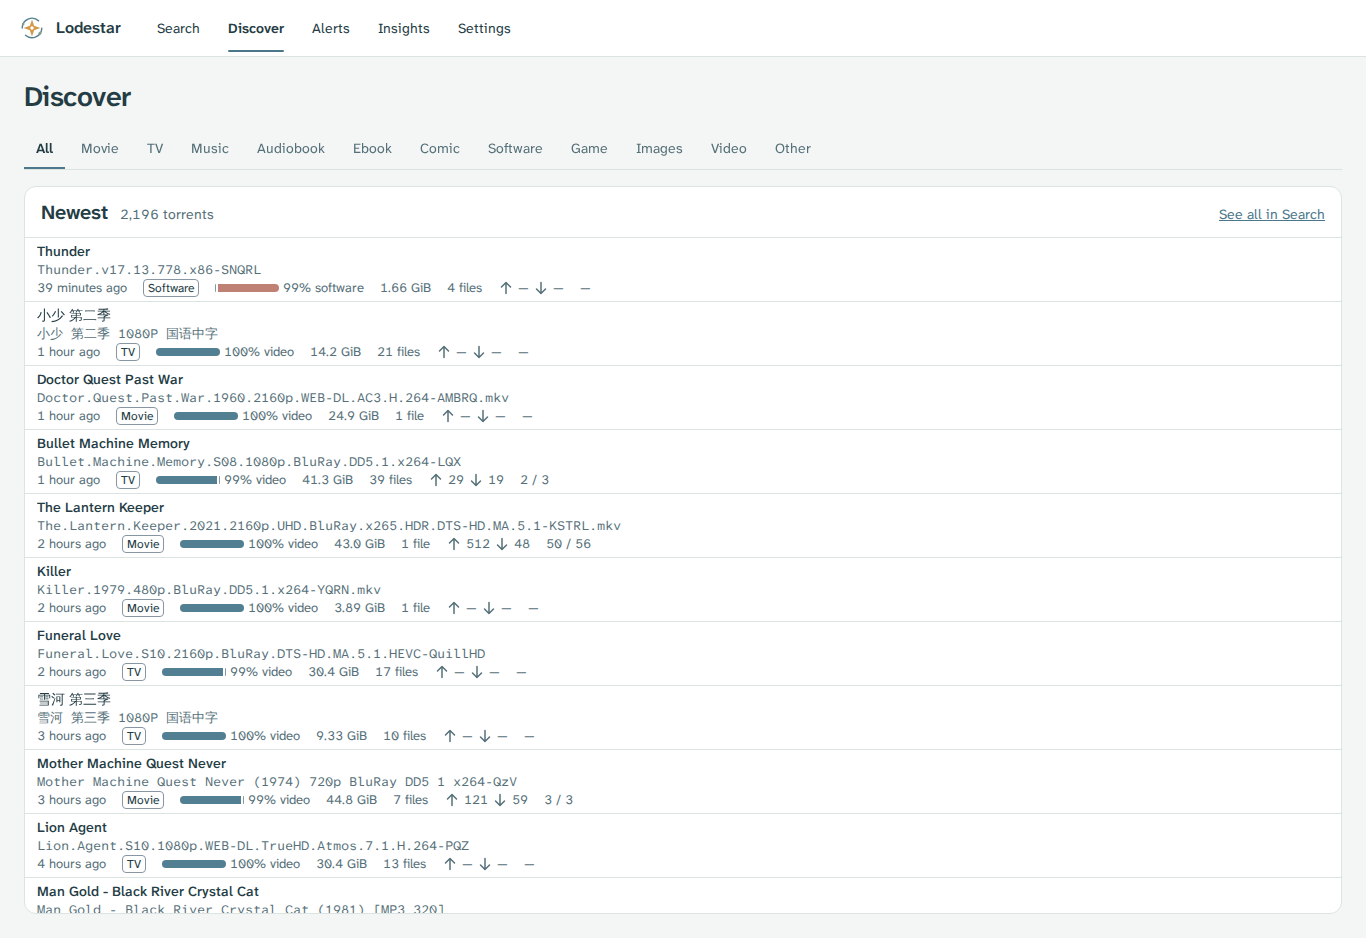 Lodestar
Search Discover Alerts Insights Settings
Discover
All Movie TV Music Audiobook Ebook Comic Software Game Images Video Other
Newest 2,196 torrents See all in Search
Thunder
Thunder.v17.13.778.x86-SNQRL
39 minutes ago Software 99% software 1.66 GiB 4 files ↑ — ↓ — —
小少 第二季
小少 第二季 1080P 国语中字
1 hour ago TV 100% video 14.2 GiB 21 files ↑ — ↓ — —
Doctor Quest Past War
Doctor.Quest.Past.War.1960.2160p.WEB-DL.AC3.H.264-AMBRQ.mkv
1 hour ago Movie 100% video 24.9 GiB 1 file ↑ — ↓ — —
Bullet Machine Memory
Bullet.Machine.Memory.S08.1080p.BluRay.DD5.1.x264-LQX
1 hour ago TV 99% video 41.3 GiB 39 files ↑ 29 ↓ 19 2 / 3
The Lantern Keeper
The.Lantern.Keeper.2021.2160p.UHD.BluRay.x265.HDR.DTS-HD.MA.5.1-KSTRL.mkv
2 hours ago Movie 100% video 43.0 GiB 1 file ↑ 512 ↓ 48 50 / 56
Killer
Killer.1979.480p.BluRay.DD5.1.x264-YQRN.mkv
2 hours ago Movie 100% video 3.89 GiB 1 file ↑ — ↓ — —
Funeral Love
Funeral.Love.S10.2160p.BluRay.DTS-HD.MA.5.1.HEVC-QuillHD
2 hours ago TV 99% video 30.4 GiB 17 files ↑ — ↓ — —
雪河 第三季
雪河 第三季 1080P 国语中字
3 hours ago TV 100% video 9.33 GiB 10 files ↑ — ↓ — —
Mother Machine Quest Never
Mother Machine Quest Never (1974) 720p BluRay DD5 1 x264-QzV
3 hours ago Movie 99% video 44.8 GiB 7 files ↑ 121 ↓ 59 3 / 3
Lion Agent
Lion.Agent.S10.1080p.WEB-DL.TrueHD.Atmos.7.1.H.264-PQZ
4 hours ago TV 100% video 30.4 GiB 13 files ↑ — ↓ — —
Man Gold - Black River Crystal Cat
Man Gold - Black River Crystal Cat (1981) [MP3 320]